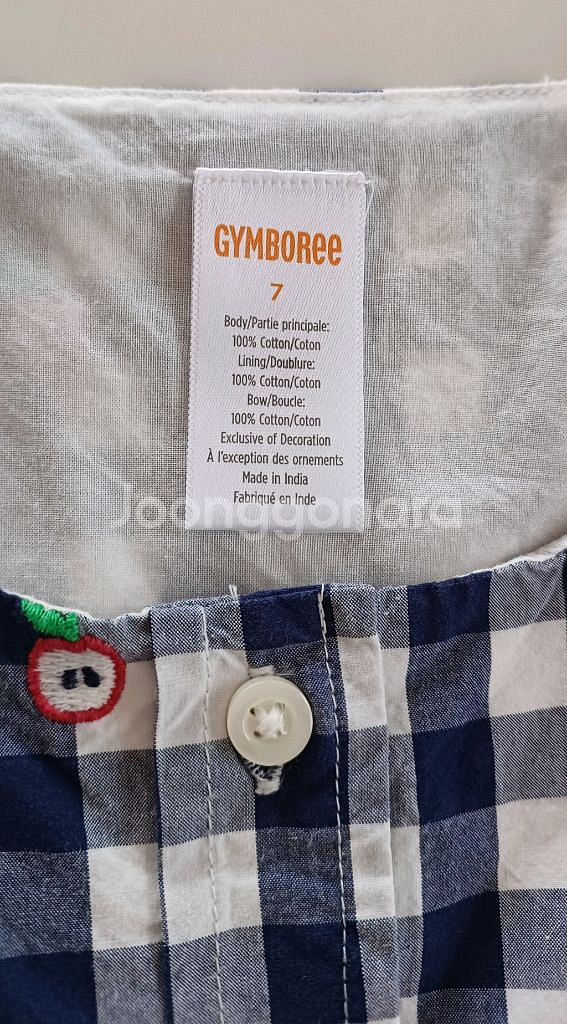 GYMBOREE
7
Body/Partie principale:
100% Cotton/Coton
Lining/Doublure:
100% Cotton/Coton
Bow/Boucle:
100% Cotton/Coton
Exclusive of Decoration
À l'exception des ornements
Made in India
Fabriqué en Inde
Joonggonara